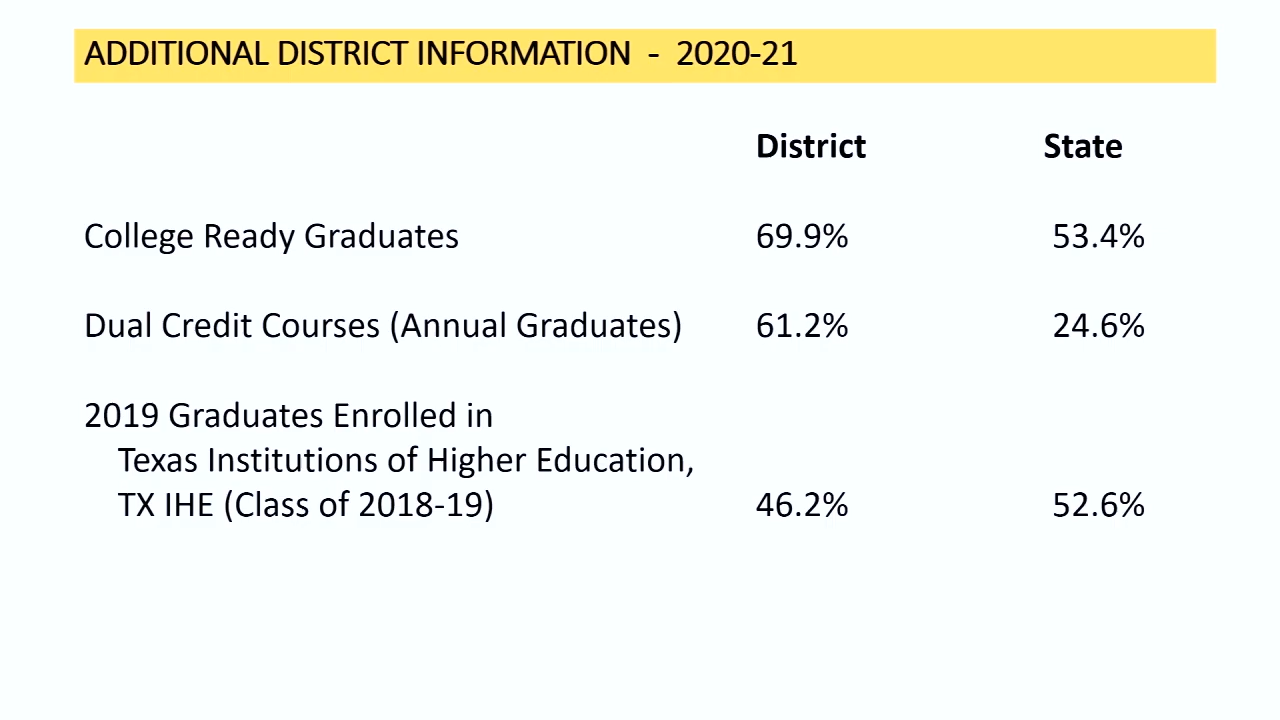 ADDITIONAL DISTRICT INFORMATION - 2020-21
District State
College Ready Graduates 69.9% 53.4%
Dual Credit Courses (Annual Graduates) 61.2% 24.6%
2019 Graduates Enrolled in
Texas Institutions of Higher Education,
TX IHE (Class of 2018-19) 46.2% 52.6%